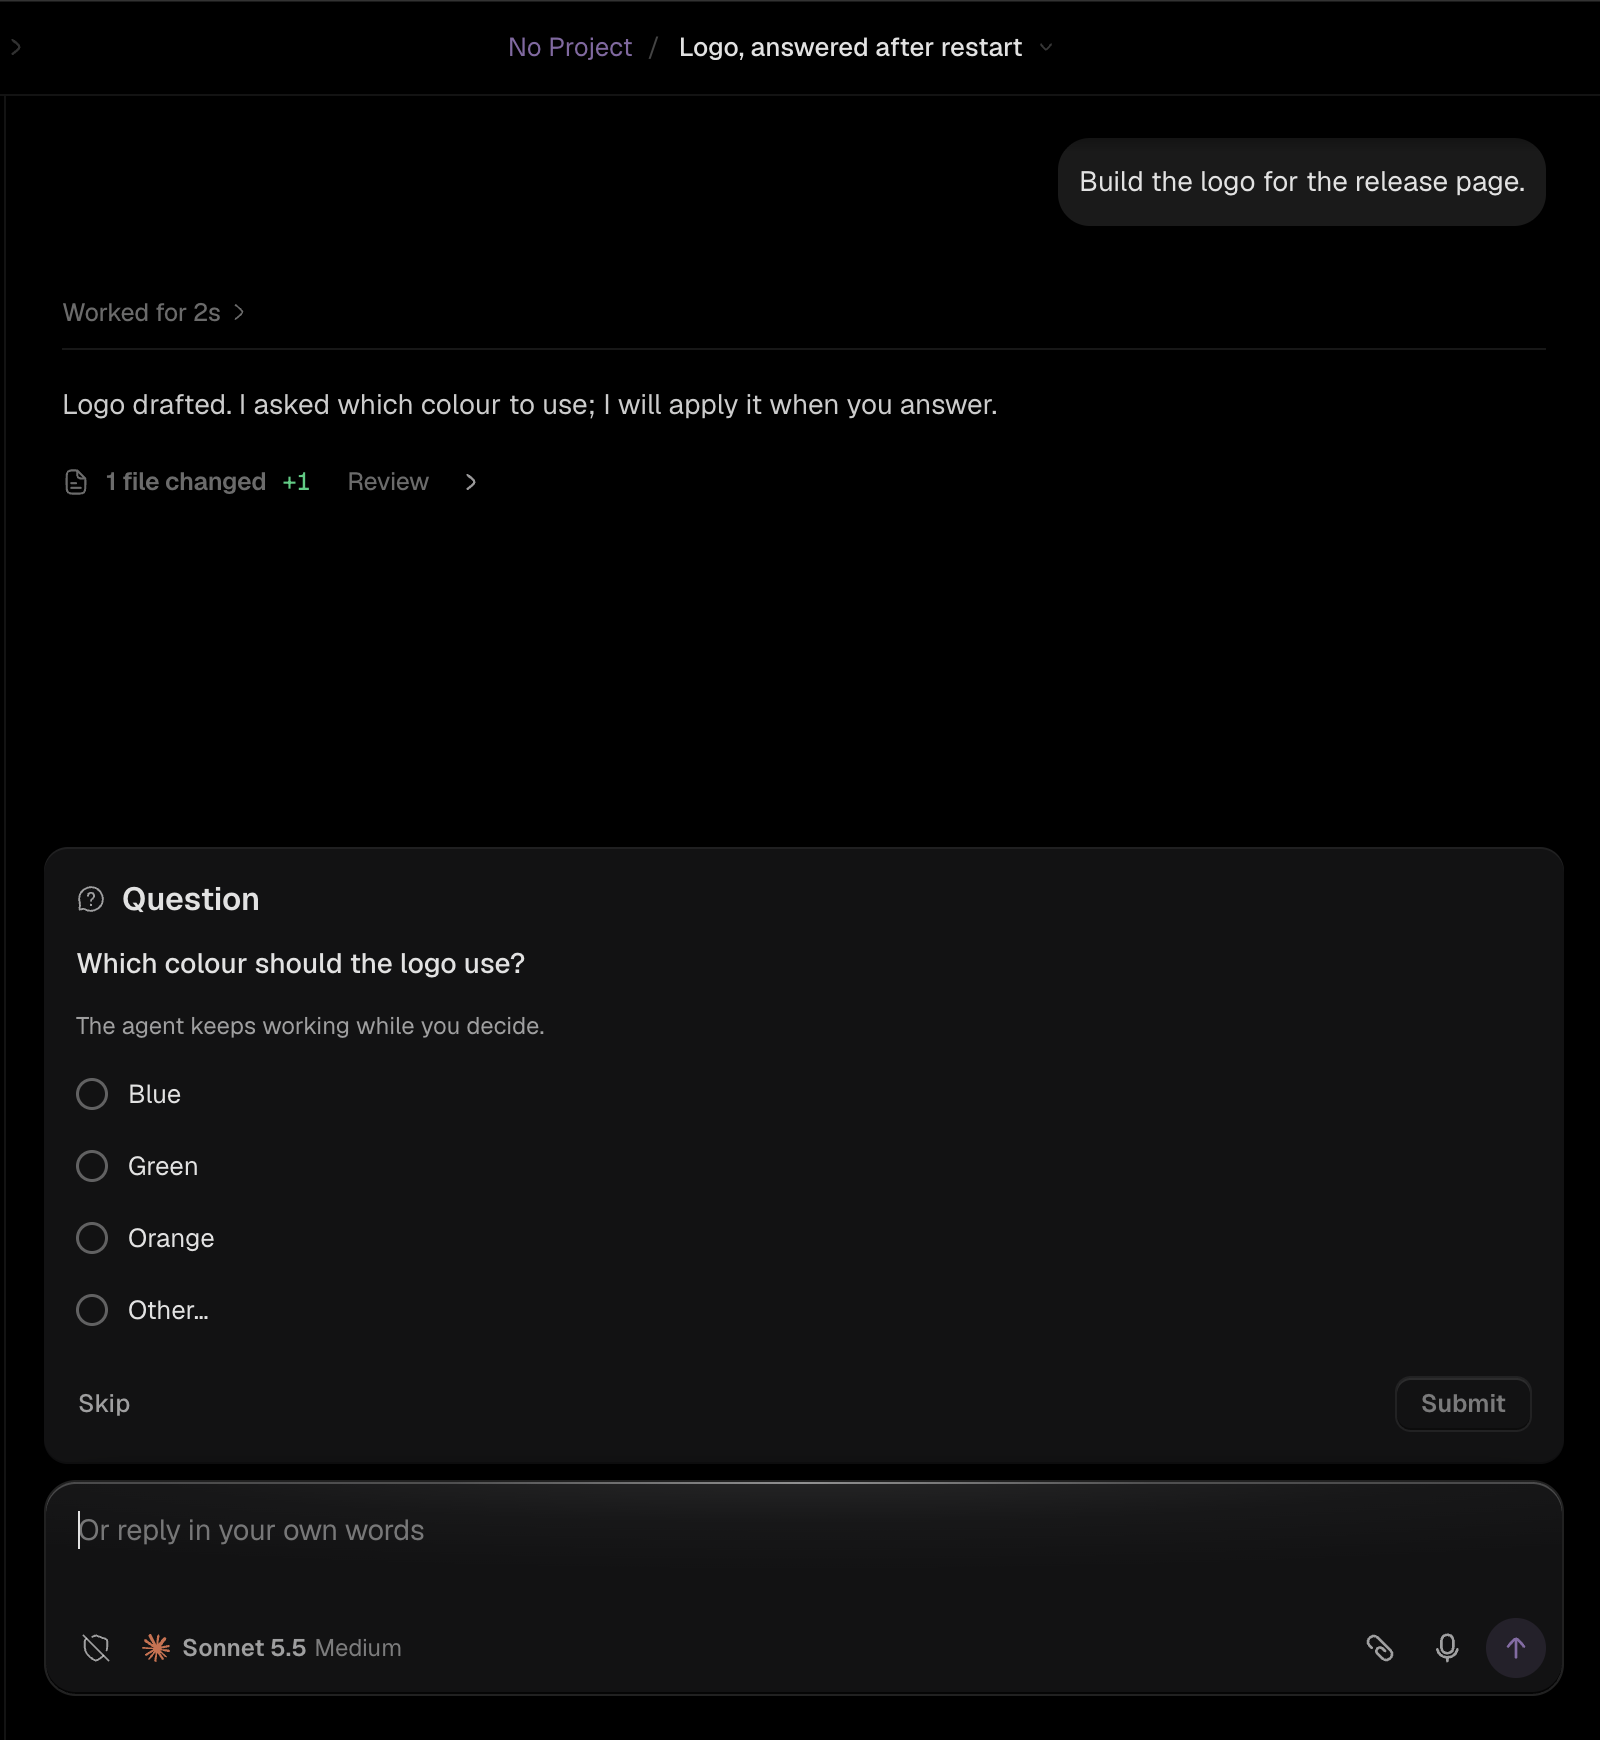 No Project / Logo, answered after restart
Build the logo for the release page.
Worked for 2s
Logo drafted. I asked which colour to use; I will apply it when you answer.
1 file changed +1 Review
Question
Which colour should the logo use?
The agent keeps working while you decide.
Blue
Green
Orange
Other...
Skip
Submit
Or reply in your own words
Sonnet 5.5 Medium